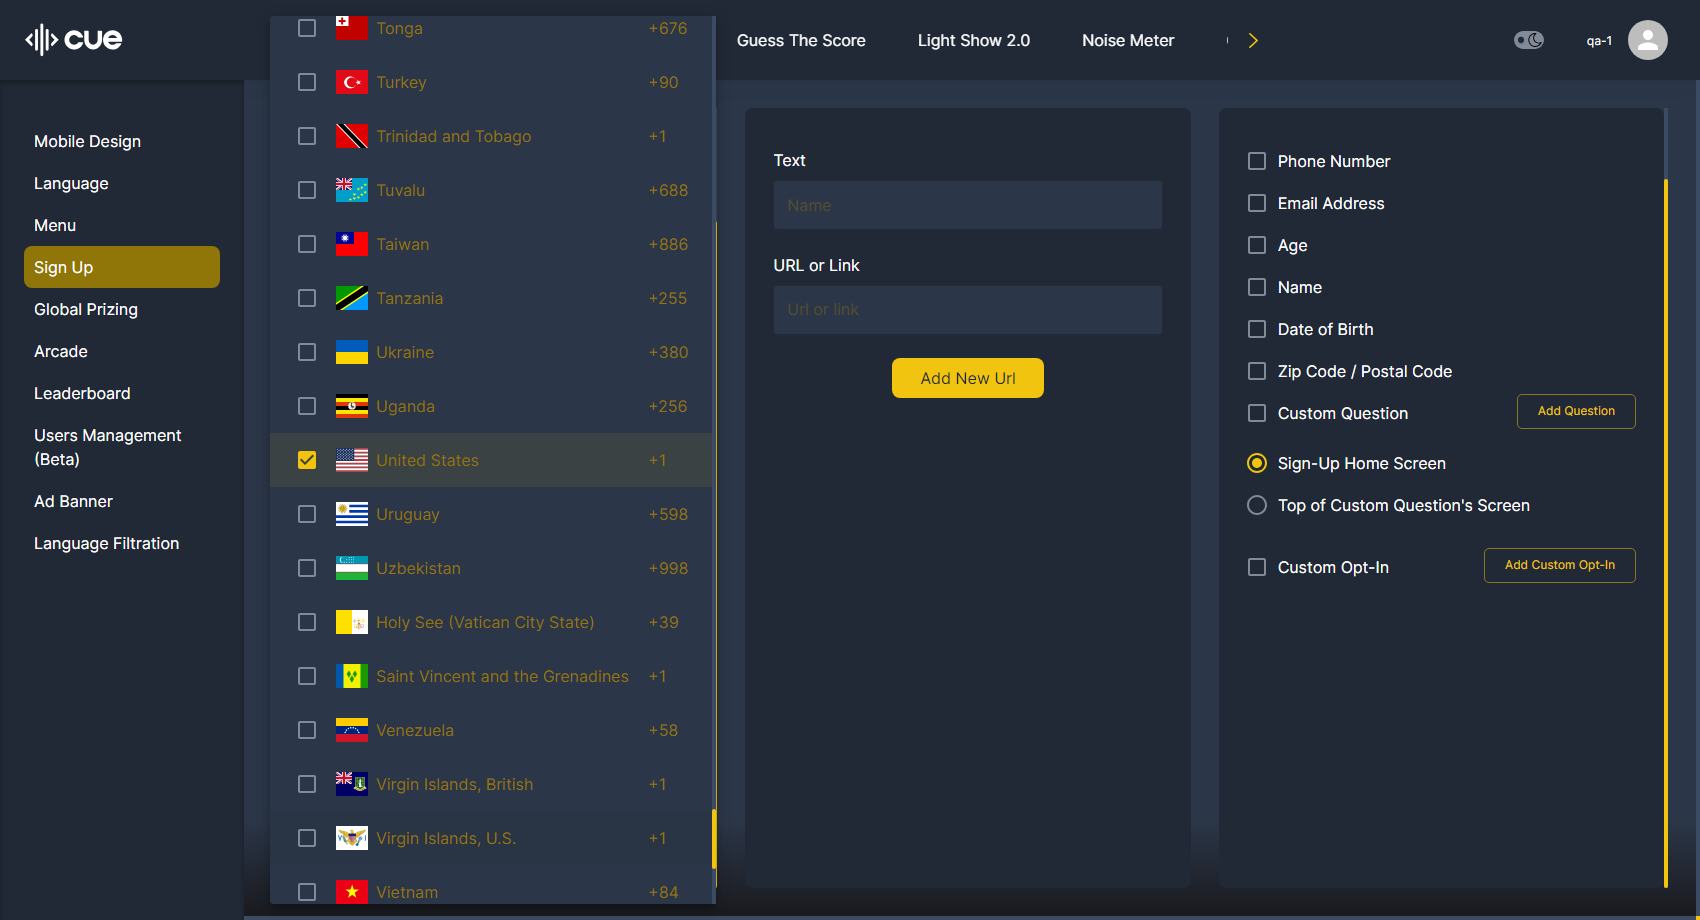 cue
Guess The Score
Light Show 2.0
Noise Meter
qa-1
Mobile Design
Language
Menu
Sign Up
Global Prizing
Arcade
Leaderboard
Users Management
(Beta)
Ad Banner
Language Filtration
Tonga +676
Turkey +90
Trinidad and Tobago +1
Tuvalu +688
Taiwan +886
Tanzania +255
Ukraine +380
Uganda +256
United States +1
Uruguay +598
Uzbekistan +998
Holy See (Vatican City State) +39
Saint Vincent and the Grenadines +1
Venezuela +58
Virgin Islands, British +1
Virgin Islands, U.S. +1
Vietnam +84
Text
Name
URL or Link
Url or link
Add New Url
Phone Number
Email Address
Age
Name
Date of Birth
Zip Code / Postal Code
Custom Question
Add Question
Sign-Up Home Screen
Top of Custom Question's Screen
Custom Opt-In
Add Custom Opt-In